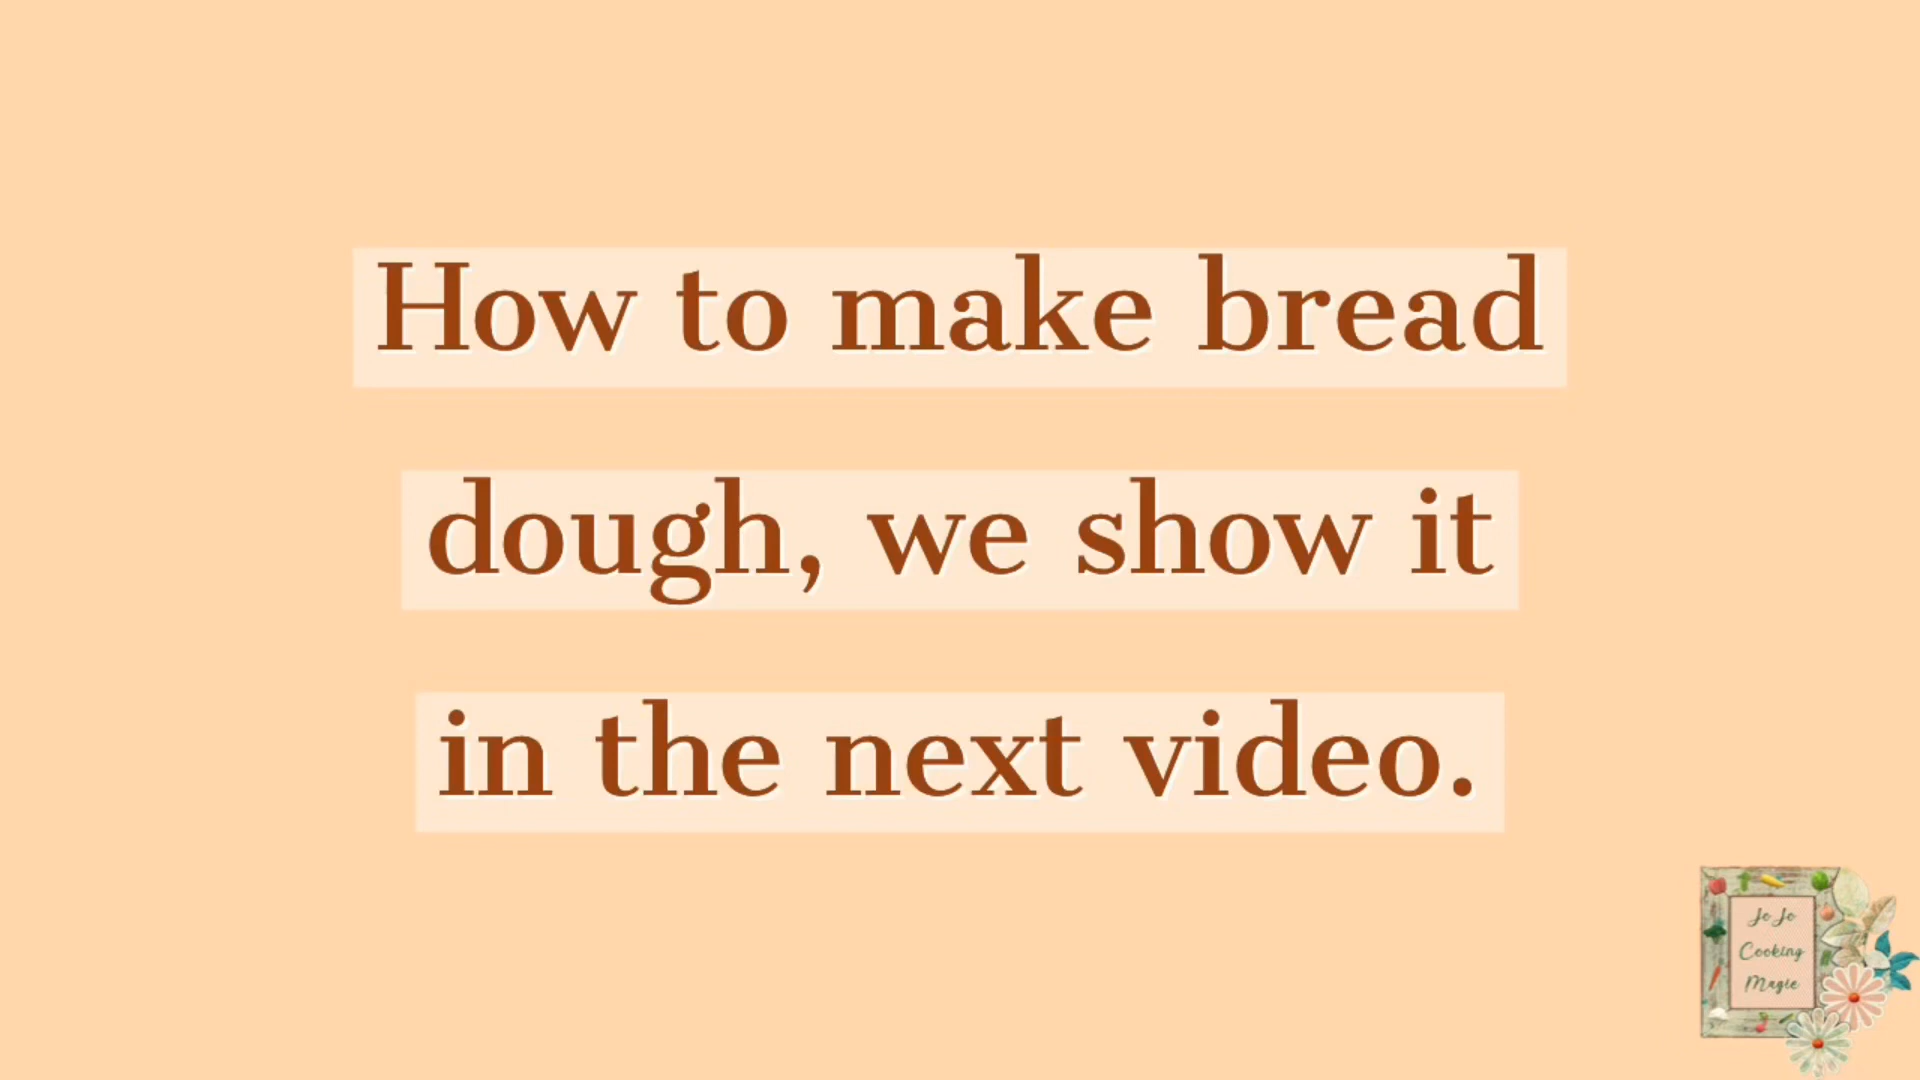 How to make bread
dough, we show it
in the next video.
Jo Jo
Cooking
Magic